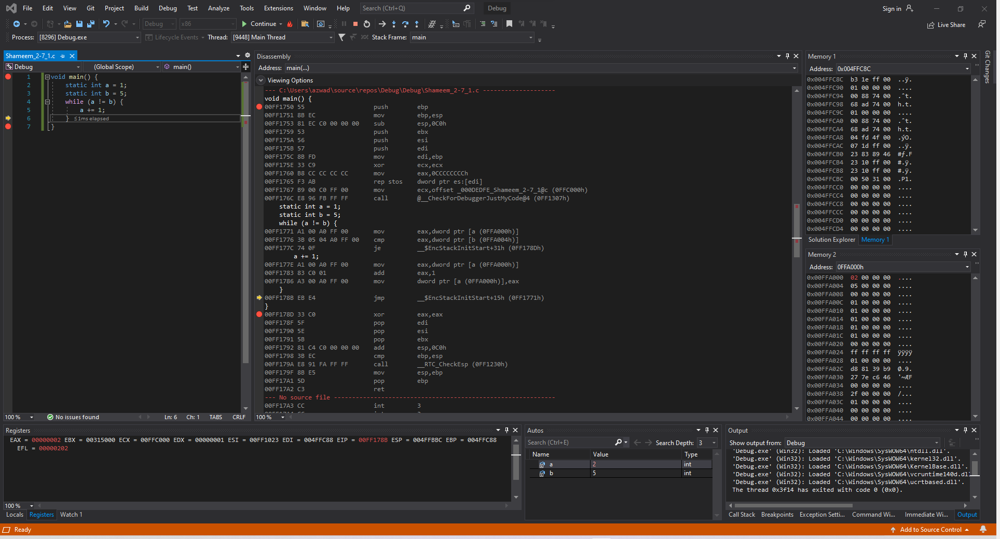 File Edit View Git Project Build Debug Test Analyze Tools Extensions Window Help Search (Ctrl+Q) Debug Sign in
Debug x86 Continue Live Share
Process: [8296] Debug.exe Lifecycle Events Thread: [9448] Main Thread Stack Frame: main
Shameem_2-7_1.c
Debug (Global Scope) main()
1 void main() {
2 static int a = 1;
3 static int b = 5;
4 while (a != b) {
5 a += 1;
6 } ≤1ms elapsed
7 }
100 % No issues found Ln: 6 Ch: 1 TABS CRLF
Disassembly
Address: main(...)
Viewing Options
--- C:\Users\azwad\source\repos\Debug\Debug\Shameem_2-7_1.c --------------------
void main() {
00FF1750 55 push ebp
00FF1751 8B EC mov ebp,esp
00FF1753 81 EC C0 00 00 00 sub esp,0C0h
00FF1759 53 push ebx
00FF175A 56 push esi
00FF175B 57 push edi
00FF175C 8B FD mov edi,ebp
00FF175E 33 C9 xor ecx,ecx
00FF1760 B8 CC CC CC CC mov eax,0CCCCCCCCh
00FF1765 F3 AB rep stos dword ptr es:[edi]
00FF1767 B9 00 C0 FF 00 mov ecx,offset _000DEDFE_Shameem_2-7_1@c (0FFC000h)
00FF176C E8 96 FB FF FF call @__CheckForDebuggerJustMyCode@4 (0FF1307h)
static int a = 1;
static int b = 5;
while (a != b) {
00FF1771 A1 00 A0 FF 00 mov eax,dword ptr [a (0FFA000h)]
00FF1776 3B 05 04 A0 FF 00 cmp eax,dword ptr [b (0FFA004h)]
00FF177C 74 0F je __$EncStackInitStart+31h (0FF178Dh)
a += 1;
00FF177E A1 00 A0 FF 00 mov eax,dword ptr [a (0FFA000h)]
00FF1783 83 C0 01 add eax,1
00FF1786 A3 00 A0 FF 00 mov dword ptr [a (0FFA000h)],eax
}
00FF178B EB E4 jmp __$EncStackInitStart+15h (0FF1771h)
}
00FF178D 33 C0 xor eax,eax
00FF178F 5F pop edi
00FF1790 5E pop esi
00FF1791 5B pop ebx
00FF1792 81 C4 C0 00 00 00 add esp,0C0h
00FF1798 3B EC cmp ebp,esp
00FF179A E8 91 FA FF FF call __RTC_CheckEsp (0FF1230h)
00FF179F 8B E5 mov esp,ebp
00FF17A1 5D pop ebp
00FF17A2 C3 ret
--- No source file -------------------------------------------------------------
00FF17A3 CC int 3
100 %
Memory 1
Address: 0x004FFC8C
0x004FFC8C b3 1e ff 00 ..ÿ.
0x004FFC90 01 00 00 00 ....
0x004FFC94 00 88 74 00 .ˆt.
0x004FFC98 68 ad 74 00 h.t.
0x004FFC9C 01 00 00 00 ....
0x004FFCA0 00 88 74 00 .ˆt.
0x004FFCA4 68 ad 74 00 h.t.
0x004FFCA8 04 fd 4f 00 .ýO.
0x004FFCAC 07 1d ff 00 ..ÿ.
0x004FFCB0 23 83 89 46 #ƒ.F
0x004FFCB4 23 10 ff 00 #.ÿ.
0x004FFCB8 23 10 ff 00 #.ÿ.
0x004FFCBC 00 50 31 00 .P1.
0x004FFCC0 00 00 00 00 ....
0x004FFCC4 00 00 00 00 ....
0x004FFCC8 00 00 00 00 ....
0x004FFCCC 00 00 00 00 ....
0x004FFCD0 00 00 00 00 ....
0x004FFCD4 00 00 00 00 ....
Solution Explorer Memory 1
Git Changes
Memory 2
Address: 0FFA000h
0x00FFA000 02 00 00 00 ....
0x00FFA004 05 00 00 00 ....
0x00FFA008 00 00 00 00 ....
0x00FFA00C 01 00 00 00 ....
0x00FFA010 01 00 00 00 ....
0x00FFA014 01 00 00 00 ....
0x00FFA018 01 00 00 00 ....
0x00FFA01C 01 00 00 00 ....
0x00FFA020 00 00 00 00 ....
0x00FFA024 ff ff ff ff ÿÿÿÿ
0x00FFA028 01 00 00 00 ....
0x00FFA02C d8 81 39 b9 Ø.9.
0x00FFA030 27 7e c6 46 '~ÆF
0x00FFA034 00 00 00 00 ....
0x00FFA038 2f 00 00 00 /...
0x00FFA03C 01 00 00 00 ....
0x00FFA040 00 00 00 00 ....
0x00FFA044 00 00 00 00 ....
Registers
EAX = 00000002 EBX = 00315000 ECX = 00FFC000 EDX = 00000001 ESI = 00FF1023 EDI = 004FFC88 EIP = 00FF178B ESP = 004FFBBC EBP = 004FFC88
EFL = 00000202
100 %
Locals Registers Watch 1
Autos
Search (Ctrl+E) Search Depth: 3
Name Value Type
a 2 int
b 5 int
Output
Show output from: Debug
'Debug.exe' (Win32): Loaded 'C:\Windows\SysWOW64\ntdll.dll'.
'Debug.exe' (Win32): Loaded 'C:\Windows\SysWOW64\kernel32.dll'.
'Debug.exe' (Win32): Loaded 'C:\Windows\SysWOW64\KernelBase.dll'.
'Debug.exe' (Win32): Loaded 'C:\Windows\SysWOW64\vcruntime140d.dll
'Debug.exe' (Win32): Loaded 'C:\Windows\SysWOW64\ucrtbased.dll'.
The thread 0x3f14 has exited with code 0 (0x0).
Call Stack Breakpoints Exception Setti... Command Wi... Immediate Wi... Output
Ready Add to Source Control